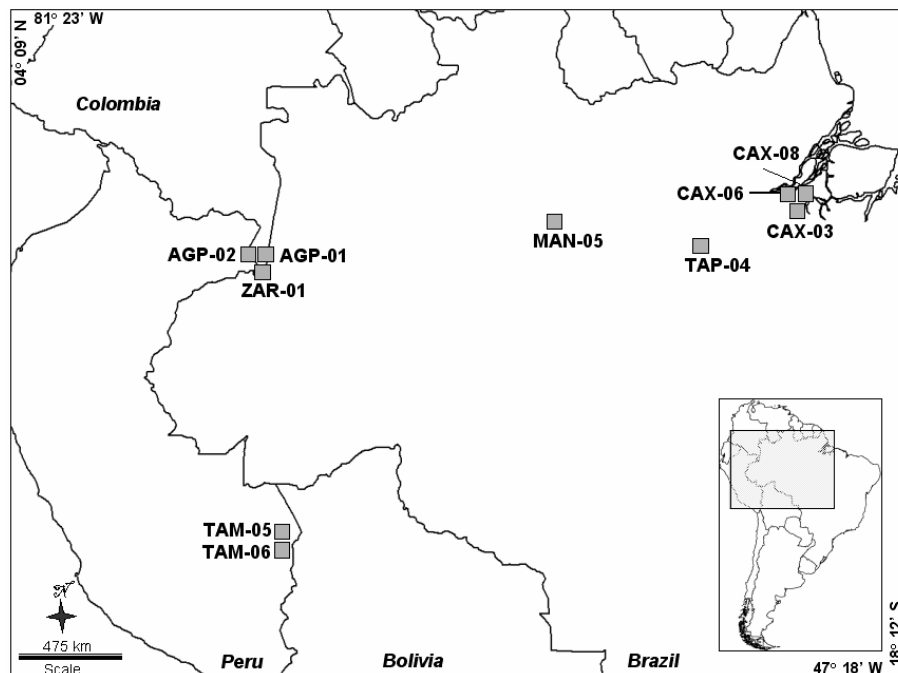 81° 23’ W
04° 09’ N
Colombia
CAX-08
CAX-06
CAX-03
MAN-05
TAP-04
AGP-02
AGP-01
ZAR-01
TAM-05
TAM-06
N
475 km
Scale
Peru
Bolivia
Brazil
18° 12’ S
47° 18’ W